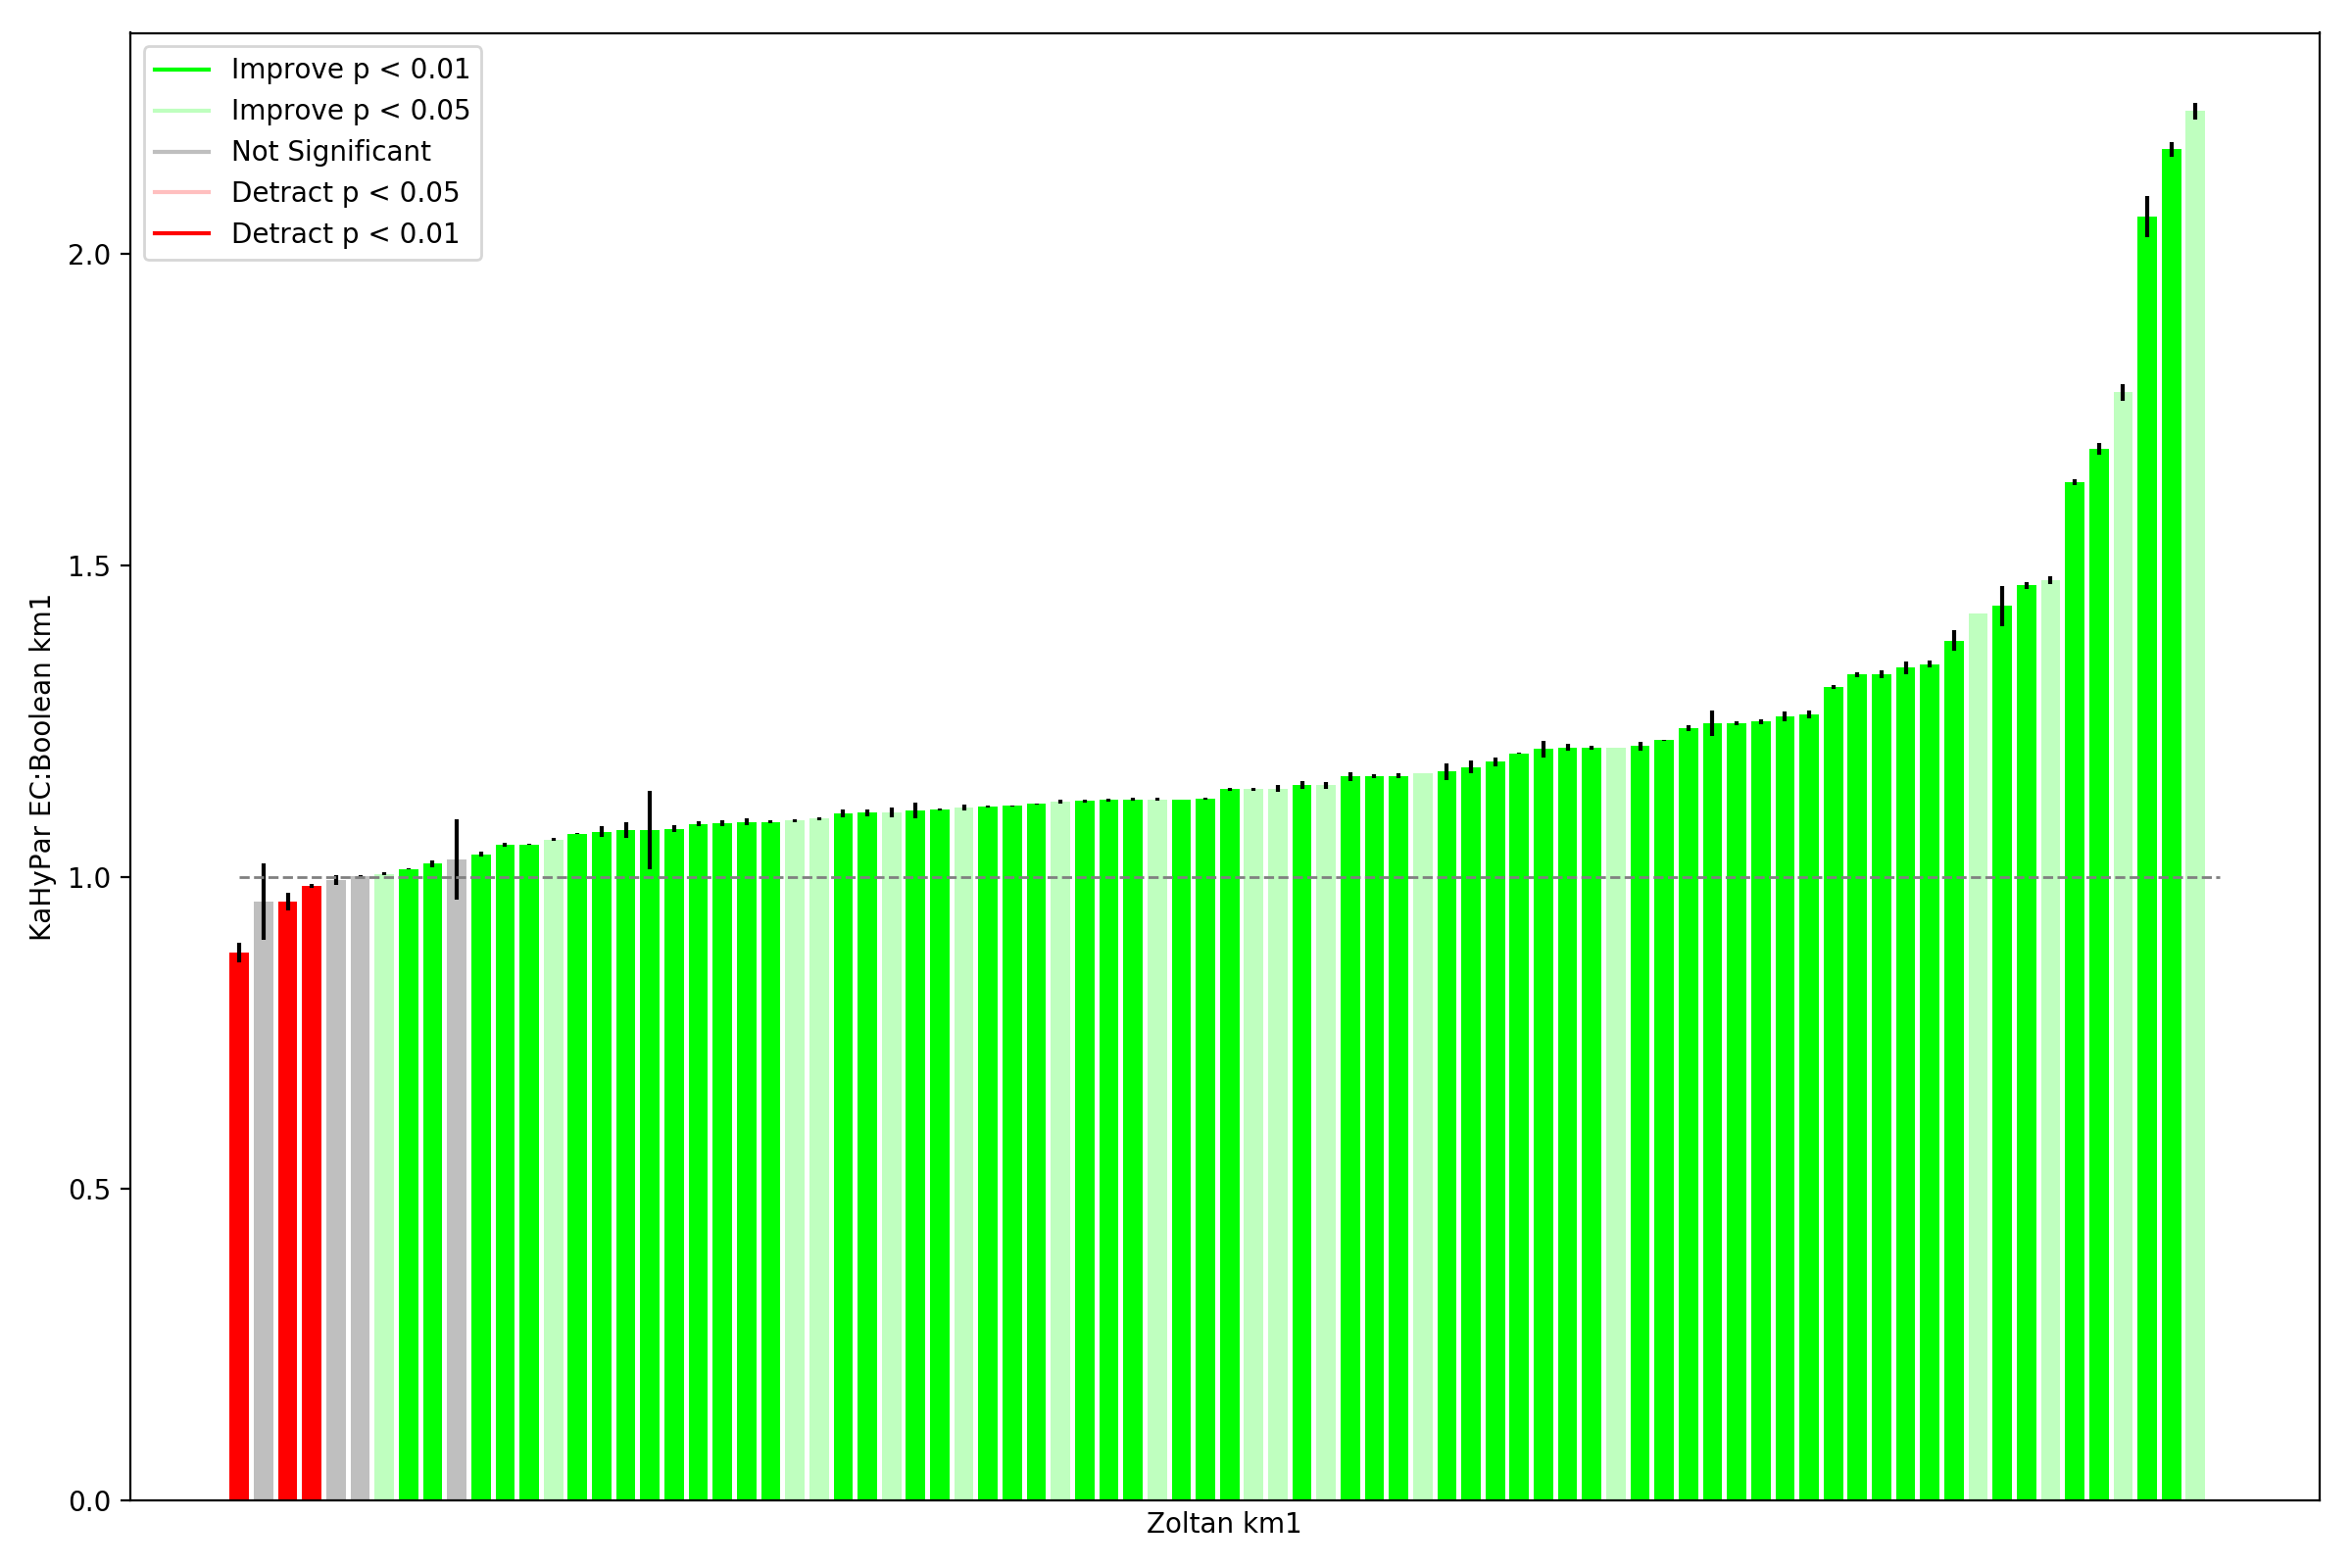 Improve p < 0.01
Improve p < 0.05
Not Significant
Detract p < 0.05
Detract p < 0.01
2.0
1.5
1.0
0.5
0.0
KaHyPar EC:Boolean km1
Zoltan km1